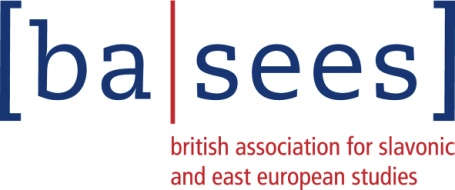 [ba|sees]
british association for slavonic
and east european studies